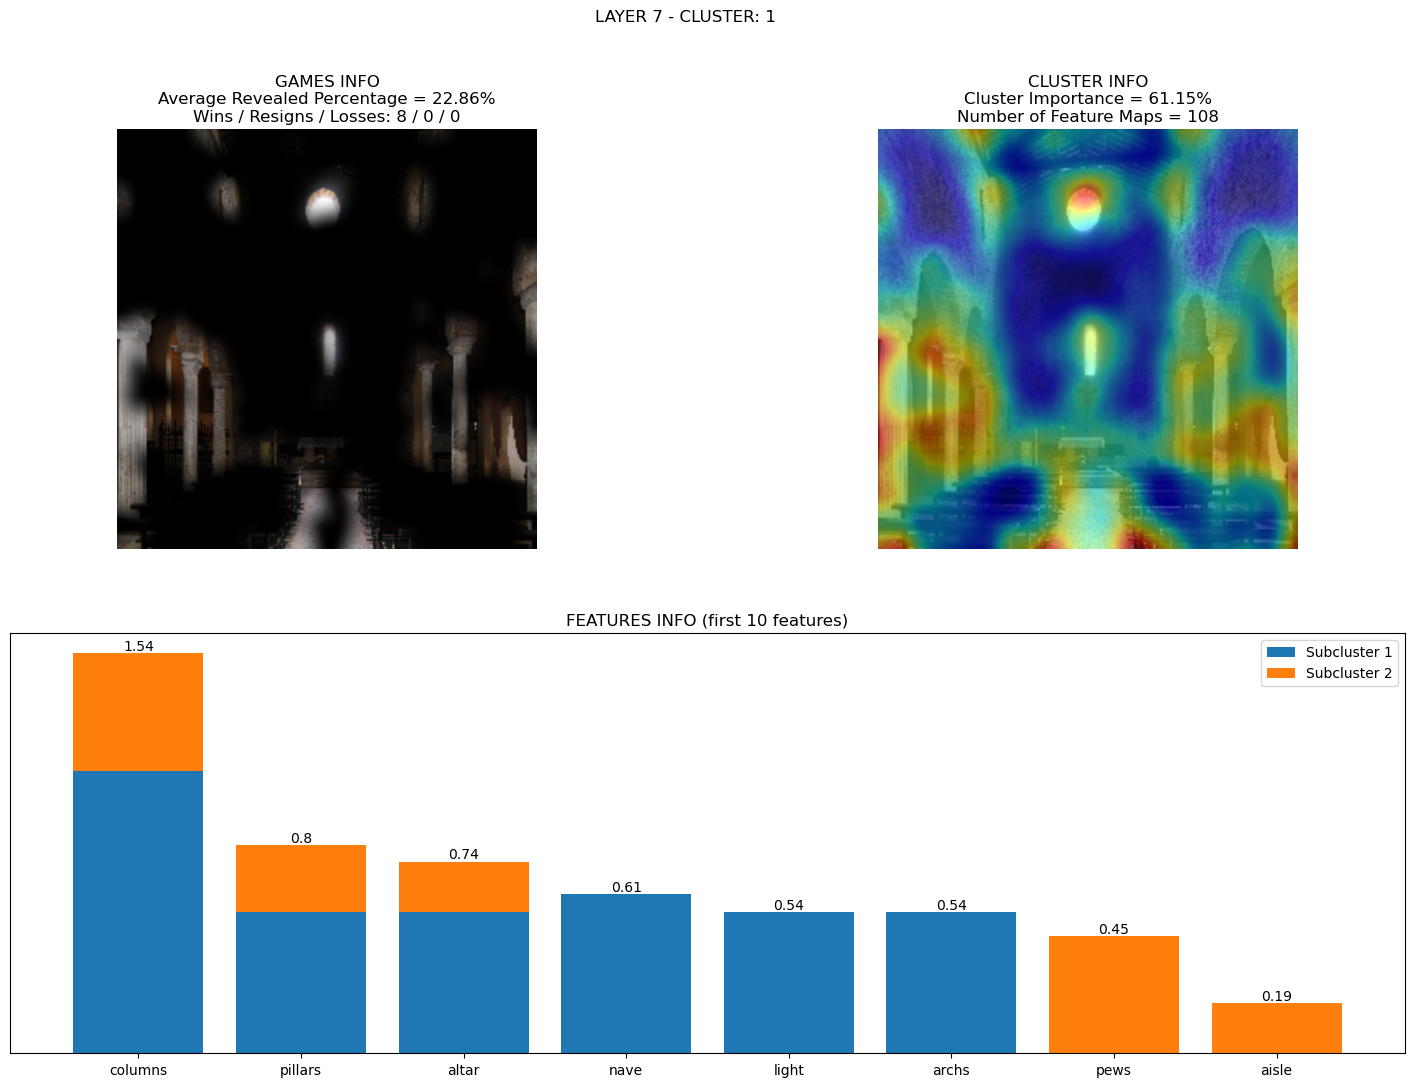 LAYER 7 - CLUSTER: 1
GAMES INFO
Average Revealed Percentage = 22.86%
Wins / Resigns / Losses: 8 / 0 / 0
CLUSTER INFO
Cluster Importance = 61.15%
Number of Feature Maps = 108
FEATURES INFO (first 10 features)
Subcluster 1
Subcluster 2
1.54
0.8
0.74
0.61
0.54
0.54
0.45
0.19
columns
pillars
altar
nave
light
archs
pews
aisle